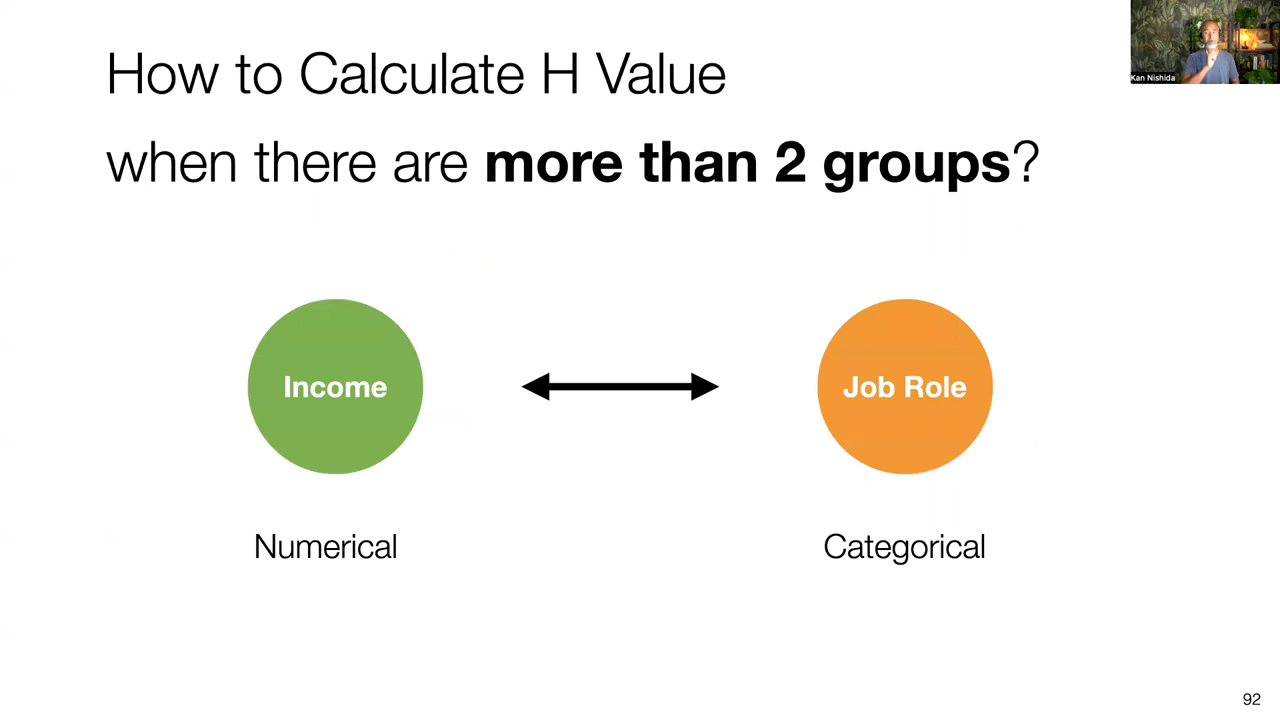 How to Calculate H Value
Kan Nishida
when there are more than 2 groups?
Income
Job Role
Numerical
Categorical
92